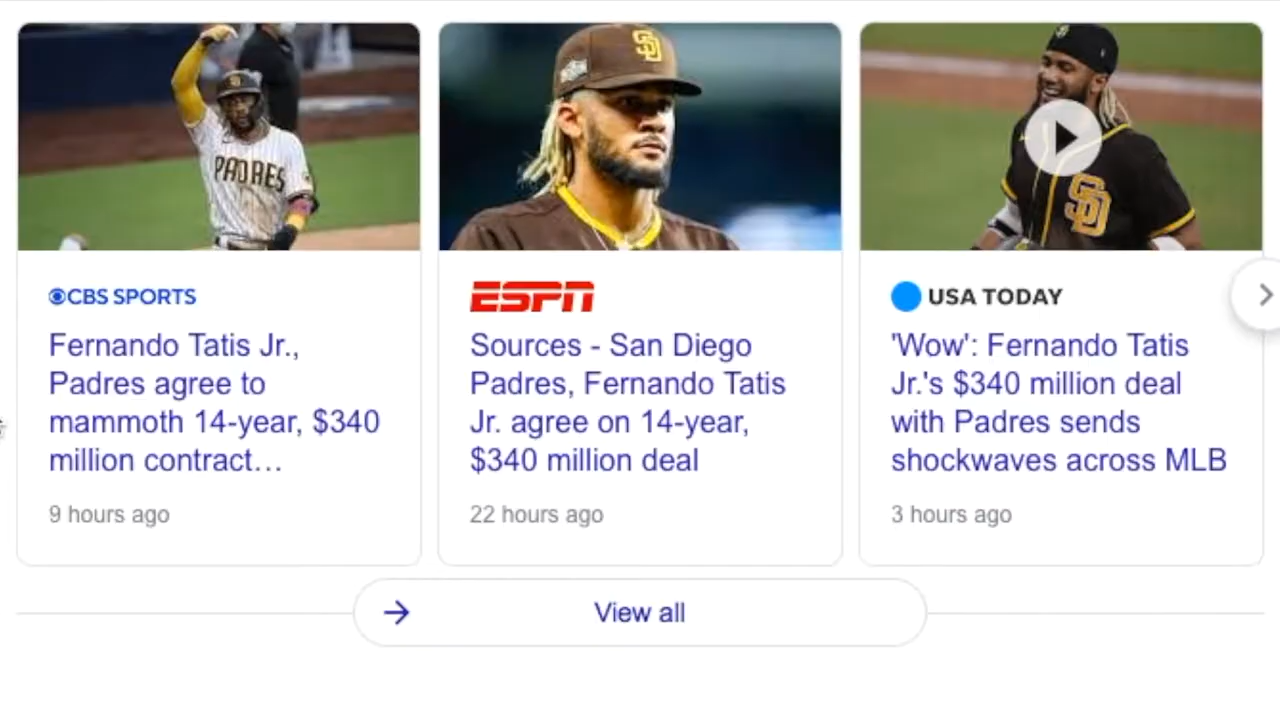 PADRES
SD
SD
CBS SPORTS
Fernando Tatis Jr.,
Padres agree to
mammoth 14-year, $340
million contract…
9 hours ago
ESPN
Sources - San Diego
Padres, Fernando Tatis
Jr. agree on 14-year,
$340 million deal
22 hours ago
USA TODAY
'Wow': Fernando Tatis
Jr.'s $340 million deal
with Padres sends
shockwaves across MLB
3 hours ago
View all